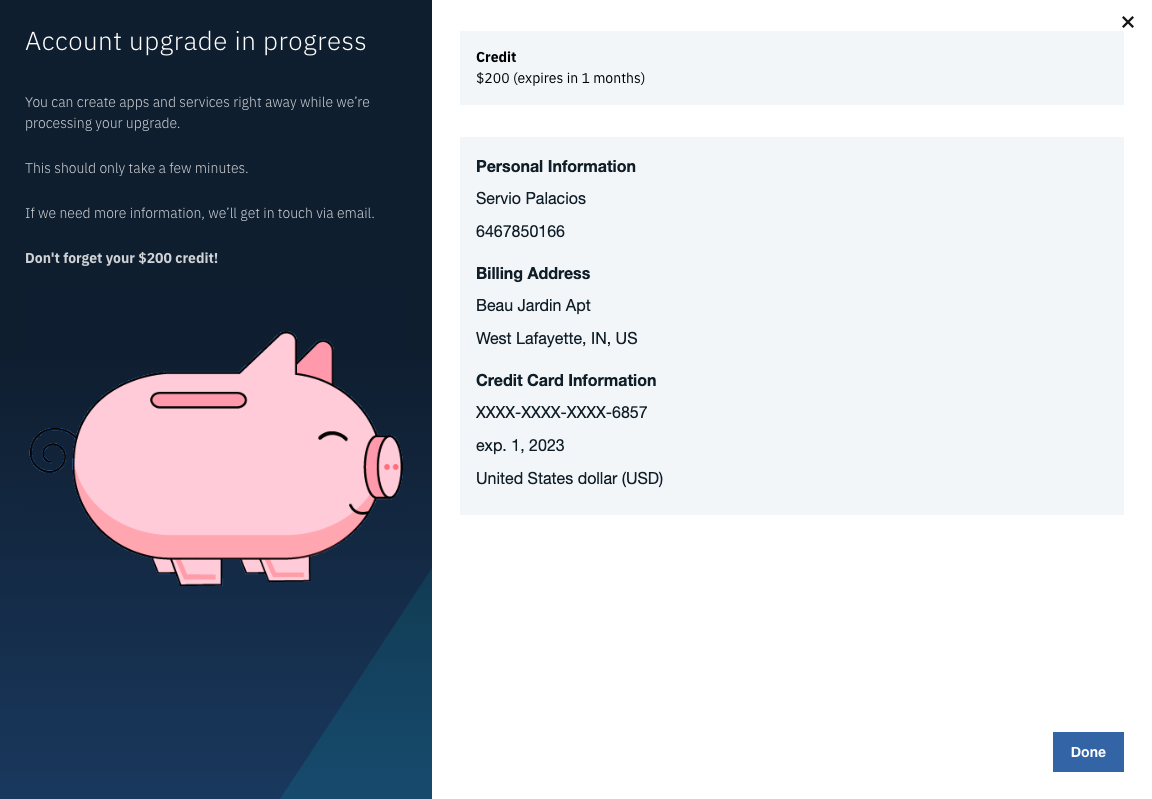 Account upgrade in progress
You can create apps and services right away while we're
processing your upgrade.
This should only take a few minutes.
If we need more information, we'll get in touch via email.
Don't forget your $200 credit!
Credit
$200 (expires in 1 months)
Personal Information
Servio Palacios
6467850166
Billing Address
Beau Jardin Apt
West Lafayette, IN, US
Credit Card Information
XXXX-XXXX-XXXX-6857
exp. 1, 2023
United States dollar (USD)
Done